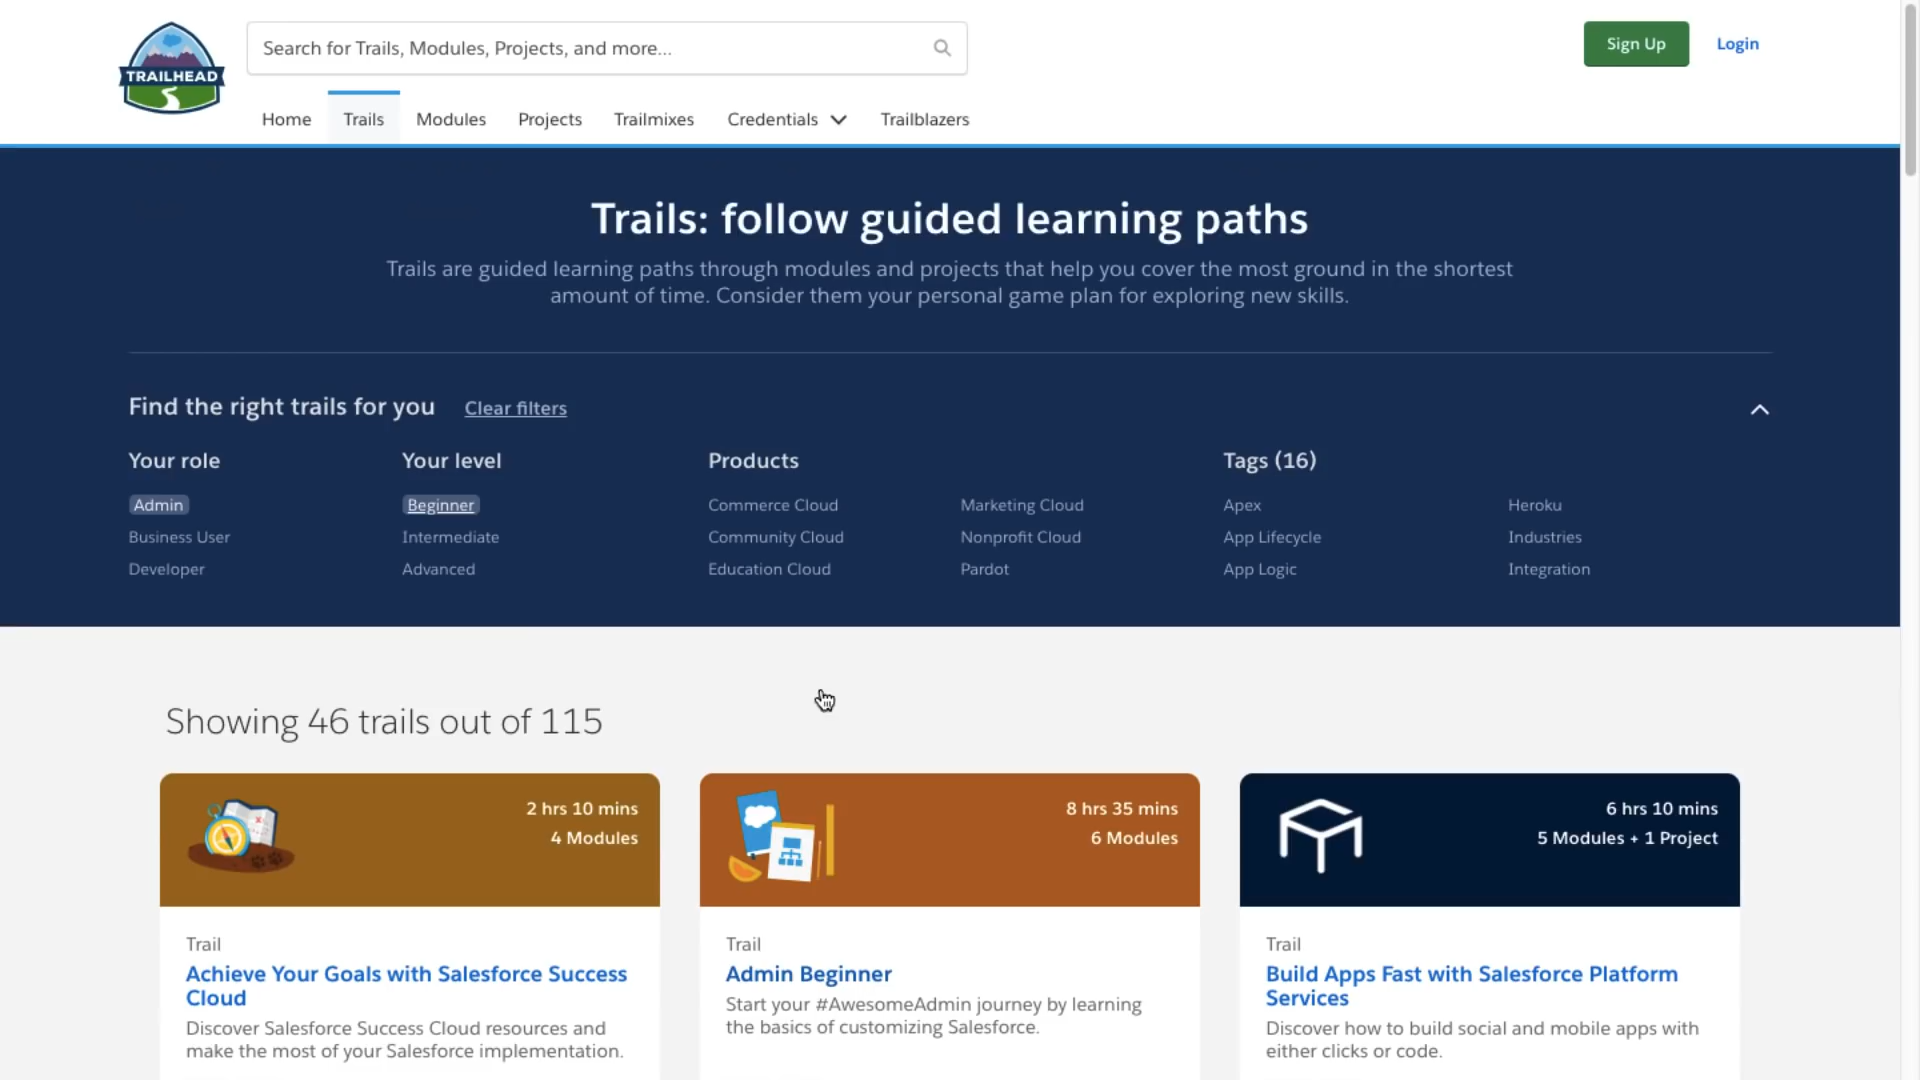 TRAILHEAD
Search for Trails, Modules, Projects, and more...
Sign Up
Login
Home
Trails
Modules
Projects
Trailmixes
Credentials
Trailblazers
Trails: follow guided learning paths
Trails are guided learning paths through modules and projects that help you cover the most ground in the shortest
amount of time. Consider them your personal game plan for exploring new skills.
Find the right trails for you
Clear filters
Your role
Admin
Business User
Developer
Your level
Beginner
Intermediate
Advanced
Products
Commerce Cloud
Community Cloud
Education Cloud
Marketing Cloud
Nonprofit Cloud
Pardot
Tags (16)
Apex
App Lifecycle
App Logic
Heroku
Industries
Integration
Showing 46 trails out of 115
2 hrs 10 mins
4 Modules
Trail
Achieve Your Goals with Salesforce Success
Cloud
Discover Salesforce Success Cloud resources and
make the most of your Salesforce implementation.
8 hrs 35 mins
6 Modules
Trail
Admin Beginner
Start your #AwesomeAdmin journey by learning
the basics of customizing Salesforce.
6 hrs 10 mins
5 Modules + 1 Project
Trail
Build Apps Fast with Salesforce Platform
Services
Discover how to build social and mobile apps with
either clicks or code.